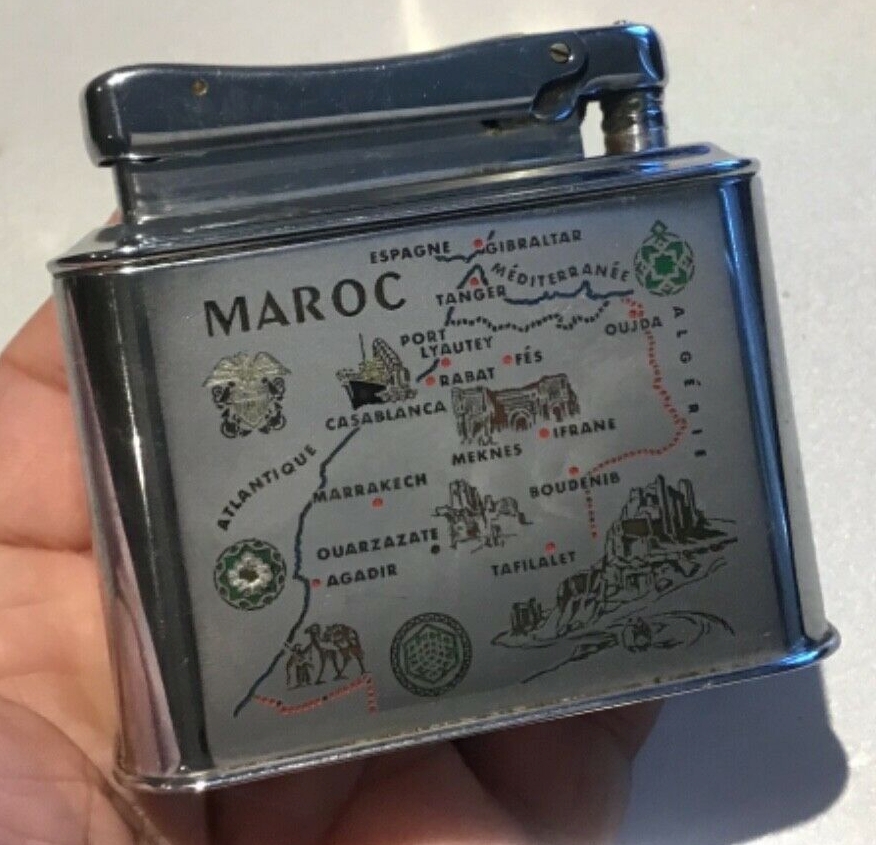 ESPAGNE
GIBRALTAR
MAROC
MÉDITERRANÉE
TANGER
OUJDA
ALGÉRIE
PORT
LYAUTEY
FÉS
RABAT
CASABLANCA
IFRANE
MEKNES
ATLANTIQUE
MARRAKECH
BOUDENIB
OUARZAZATE
TAFILALET
AGADIR